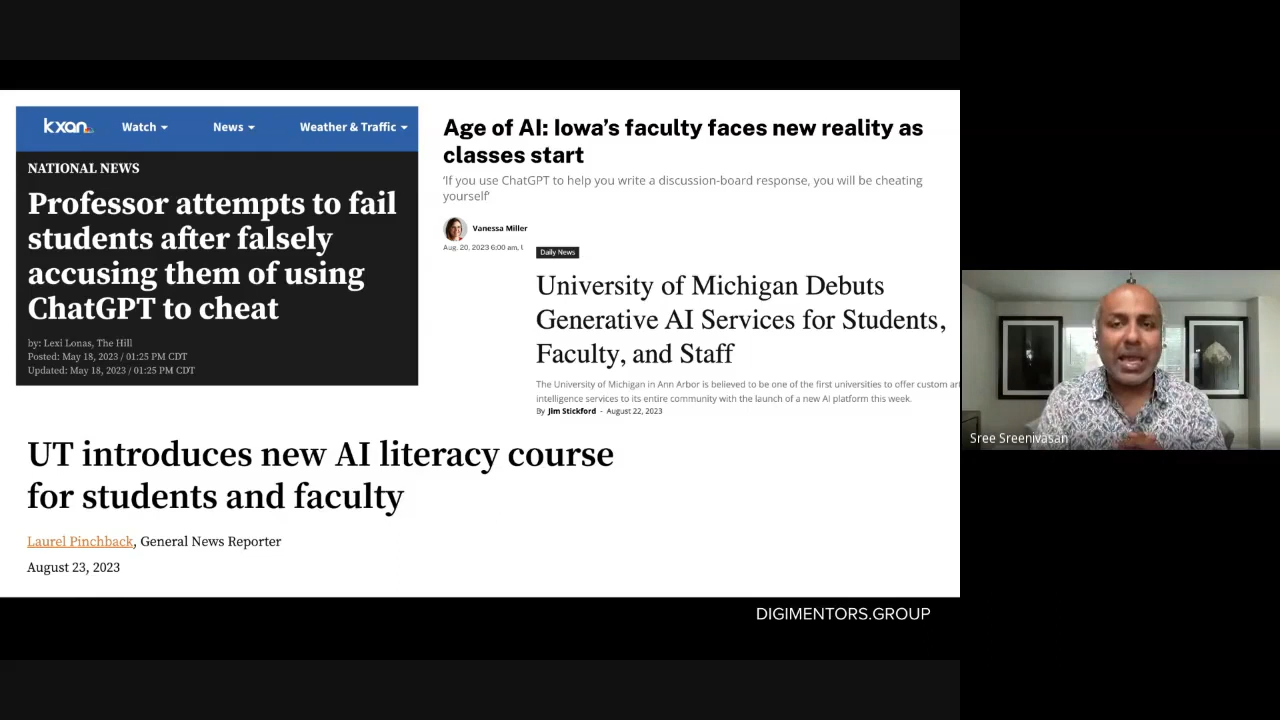 kxan
Watch
News
Weather & Traffic
NATIONAL NEWS
Professor attempts to fail
students after falsely
accusing them of using
ChatGPT to cheat
by: Lexi Lonas, The Hill
Posted: May 18, 2023 / 01:25 PM CDT
Updated: May 18, 2023 / 01:25 PM CDT
Age of AI: Iowa's faculty faces new reality as
classes start
'If you use ChatGPT to help you write a discussion-board response, you will be cheating
yourself'
Vanessa Miller
Aug. 20, 2023 6:00 am,
Daily News
University of Michigan Debuts
Generative AI Services for Students,
Faculty, and Staff
The University of Michigan in Ann Arbor is believed to be one of the first universities to offer custom
intelligence services to its entire community with the launch of a new AI platform this week.
By Jim Stickford - August 22, 2023
UT introduces new AI literacy course
for students and faculty
Laurel Pinchback, General News Reporter
August 23, 2023
DIGIMENTORS.GROUP
Sree Sreenivasan